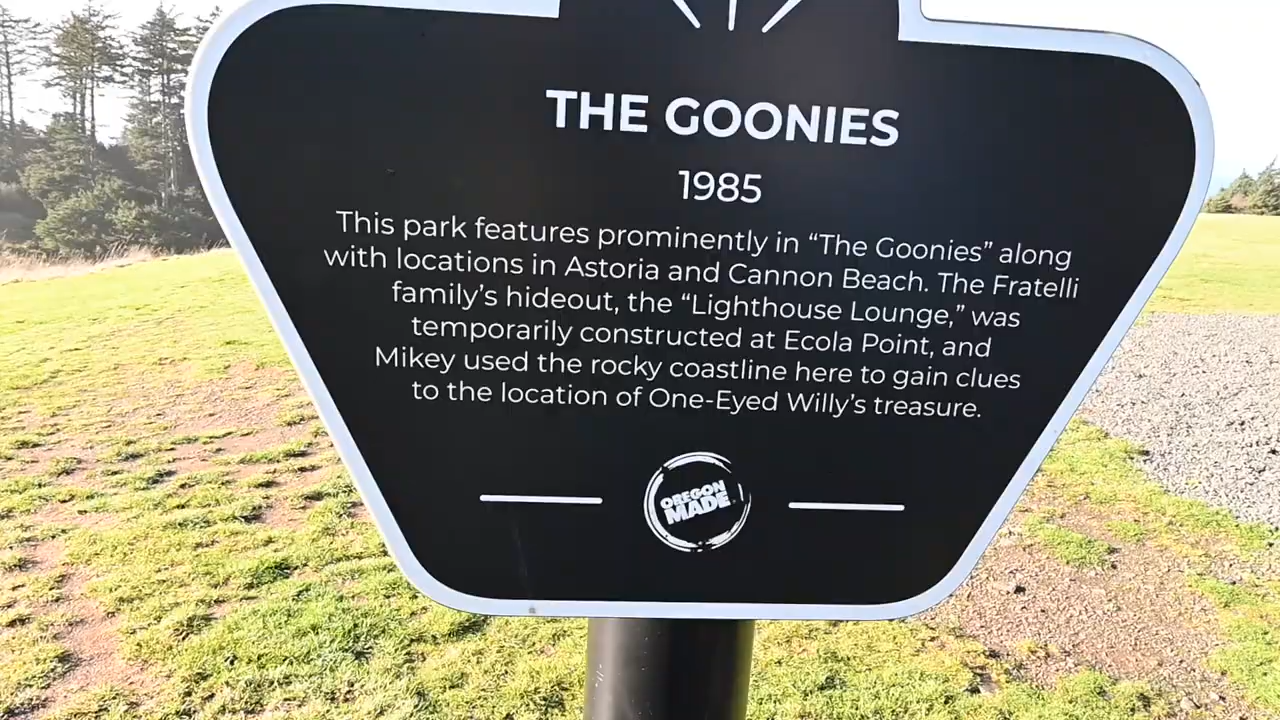 THE GOONIES
1985
This park features prominently in “The Goonies” along
with locations in Astoria and Cannon Beach. The Fratelli
family’s hideout, the “Lighthouse Lounge,” was
temporarily constructed at Ecola Point, and
Mikey used the rocky coastline here to gain clues
to the location of One-Eyed Willy’s treasure.
OREGON
MADE